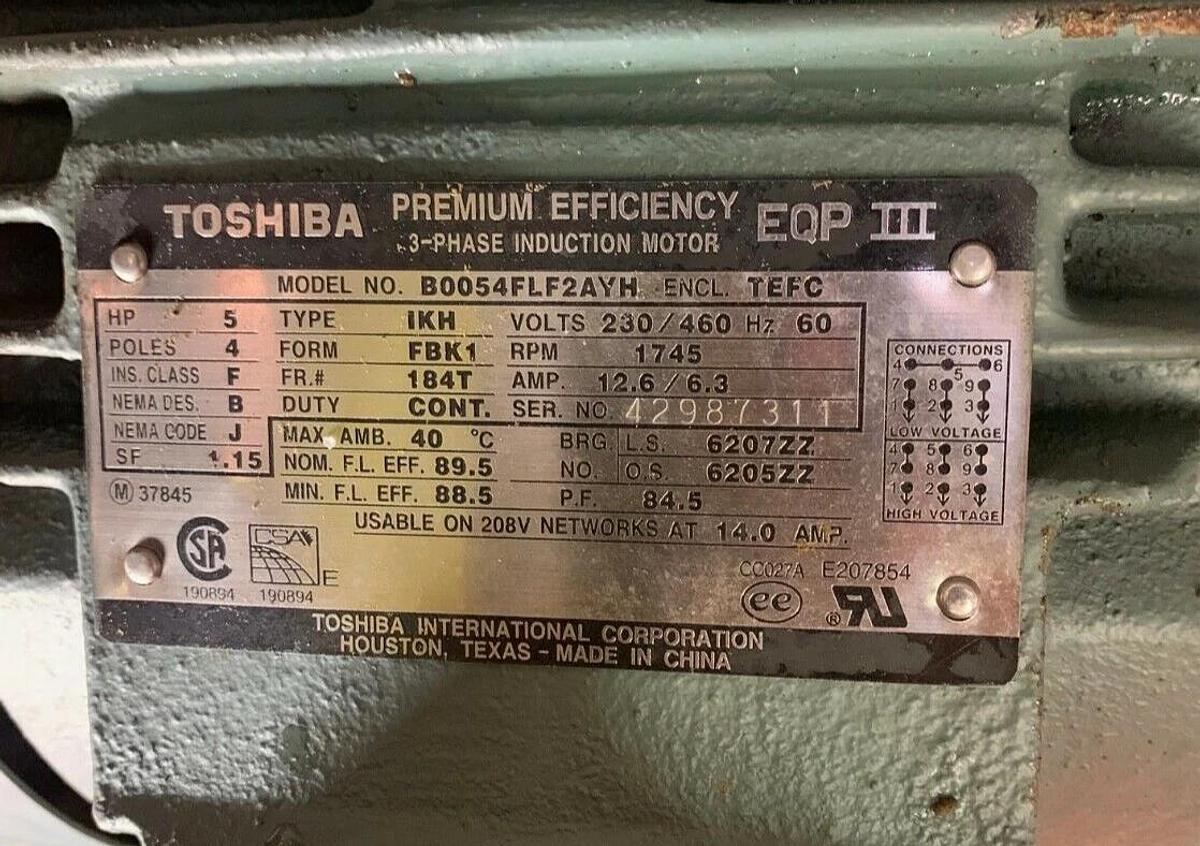 TOSHIBA PREMIUM EFFICIENCY EQP III
3-PHASE INDUCTION MOTOR
MODEL NO. B0054FLF2AYH ENCL. TEFC
HP 5 TYPE IKH VOLTS 230/460 Hz 60
POLES 4 FORM FBK1 RPM 1745
INS. CLASS F FR.# 184T AMP. 12.6/6.3
NEMA DES. B DUTY CONT. SER. NO. 42987311
NEMA CODE J MAX. AMB. 40 °C BRG. L.S. 6207ZZ
SF 1.15 NOM. F.L. EFF. 89.5 NO. O.S. 6205ZZ
M 37845 MIN. F.L. EFF. 88.5 P.F. 84.5
USABLE ON 208V NETWORKS AT 14.0 AMP.
CONNECTIONS
4 5 6
7 8 9
1 2 3
LOW VOLTAGE
4 5 6
7 8 9
1 2 3
HIGH VOLTAGE
SA CSA E
190894 190894
CC027A E207854
ee ® RU
TOSHIBA INTERNATIONAL CORPORATION
HOUSTON, TEXAS - MADE IN CHINA